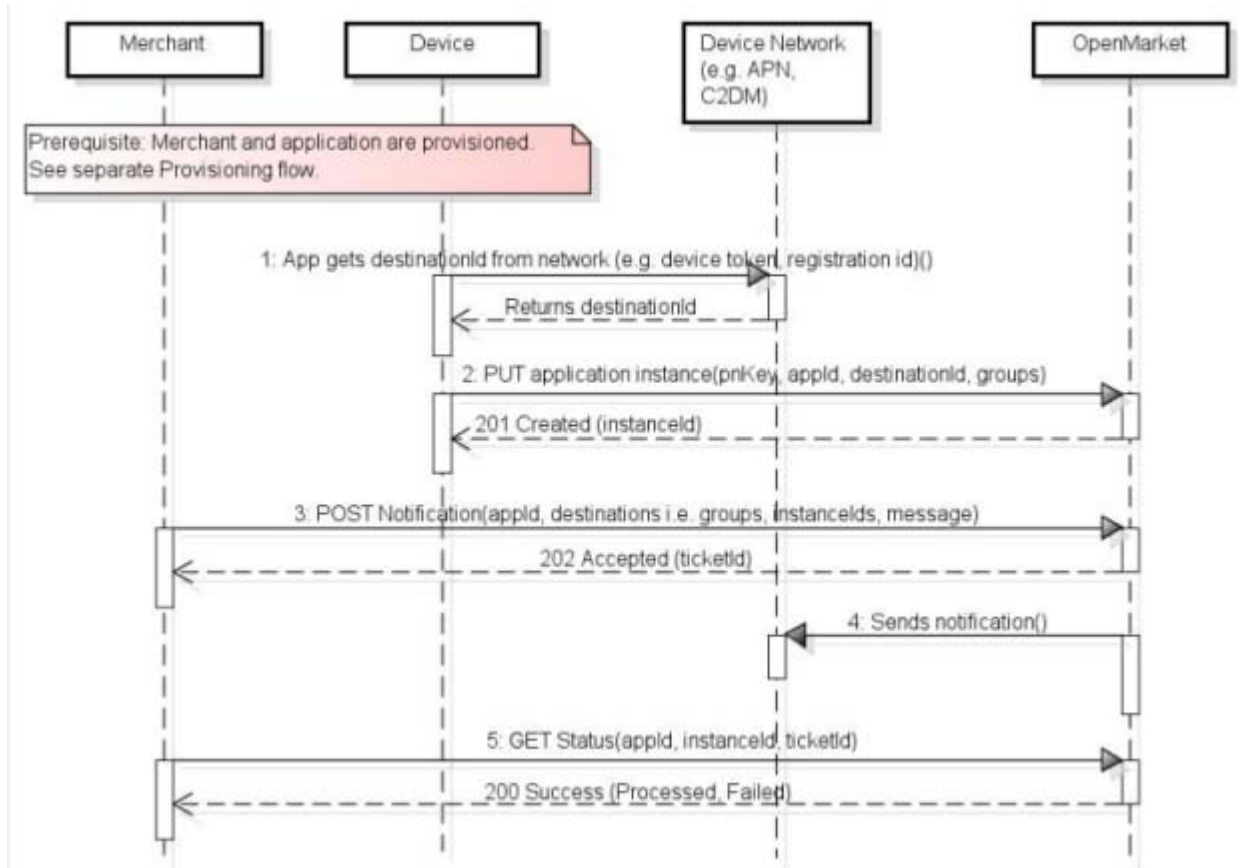 Merchant
Device
Device Network
(e.g. APN,
C2DM)
OpenMarket
Prerequisite: Merchant and application are provisioned.
See separate Provisioning flow.
1: App gets destinationId from network (e.g. device token, registration id)()
Returns destinationId
2: PUT application instance(pnKey, appId, destinationId, groups)
201 Created (instanceId)
3: POST Notification(appId, destinations i.e. groups, instanceIds, message)
202 Accepted (ticketId)
4: Sends notification()
5: GET Status(appId, instanceId, ticketId)
200 Success (Processed, Failed)